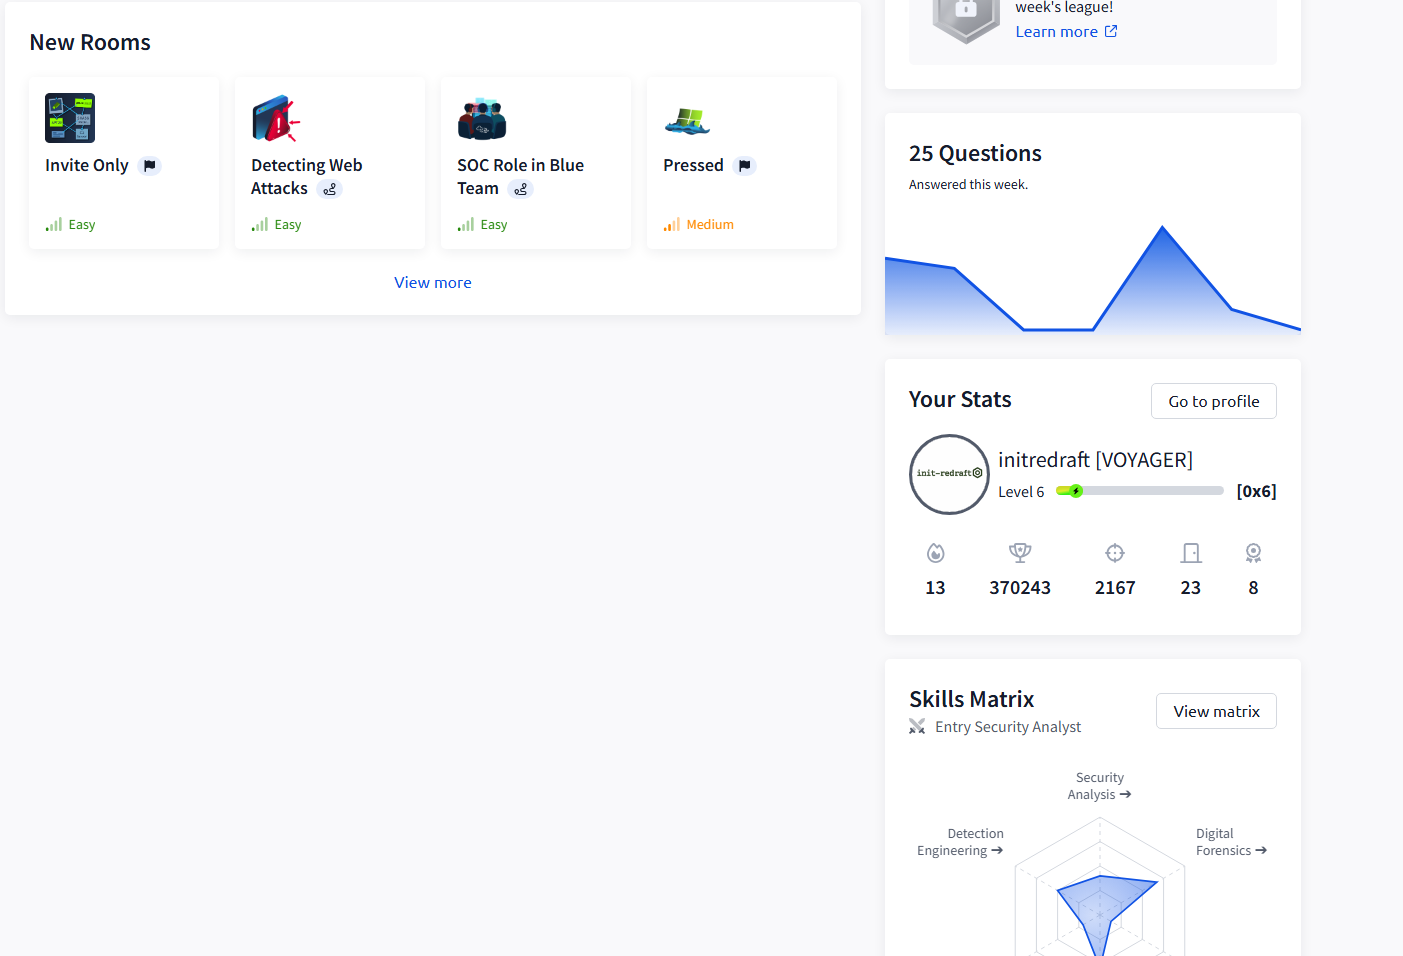 New Rooms
Invite Only
Easy
Detecting Web
Attacks
Easy
SOC Role in Blue
Team
Easy
Pressed
Medium
View more
week's league!
Learn more
25 Questions
Answered this week.
Your Stats
Go to profile
init-redraft
initredraft [VOYAGER]
Level 6
[0x6]
13
370243
2167
23
8
Skills Matrix
View matrix
Entry Security Analyst
Security
Analysis →
Detection
Engineering →
Digital
Forensics →